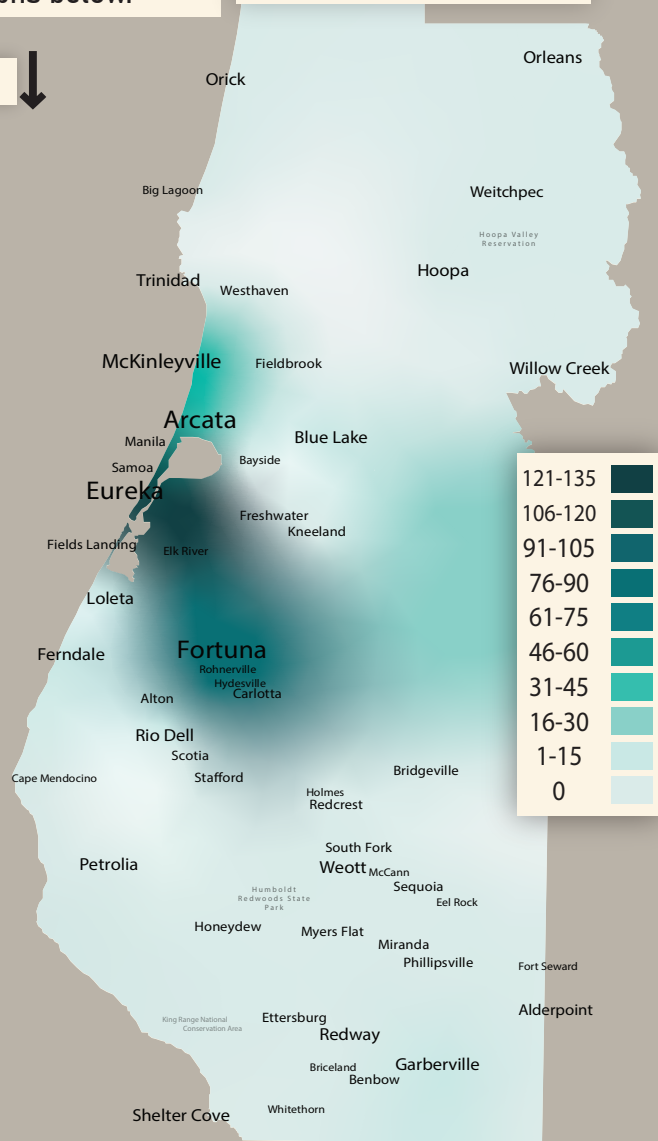 Orleans
Orick
Big Lagoon
Weitchpec
Hoopa Valley
Reservation
Hoopa
Trinidad
Westhaven
McKinleyville
Fieldbrook
Willow Creek
Arcata
Blue Lake
Manila
Bayside
Samoa
Eureka
Freshwater
Kneeland
Fields Landing
Elk River
Loleta
Fortuna
Ferndale
Rohnerville
Hydesville
Carlotta
Alton
Rio Dell
Scotia
Cape Mendocino
Stafford
Bridgeville
Holmes
Redcrest
South Fork
Petrolia
Weott
McCann
Sequoia
Humboldt
Redwoods State
Park
Eel Rock
Honeydew
Myers Flat
Miranda
Phillipsville
Fort Seward
Alderpoint
King Range National
Conservation Area
Ettersburg
Redway
Garberville
Briceland
Benbow
Whitethorn
Shelter Cove
121-135
106-120
91-105
76-90
61-75
46-60
31-45
16-30
1-15
0